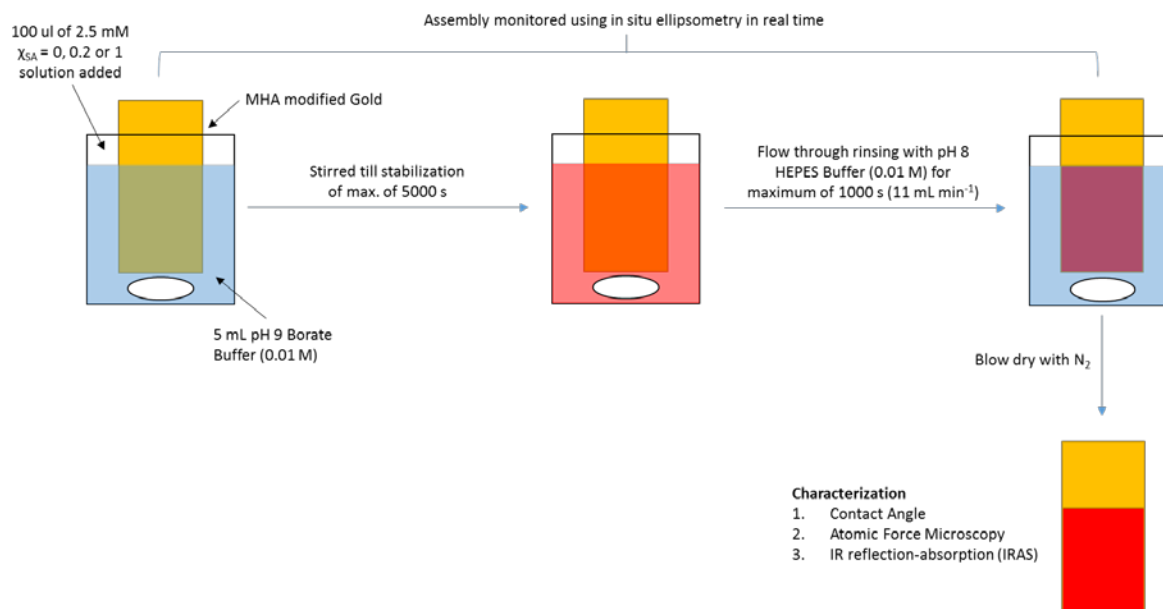 Assembly monitored using in situ ellipsometry in real time
100 ul of 2.5 mM
χSA = 0, 0.2 or 1
solution added
MHA modified Gold
Stirred till stabilization
of max. of 5000 s
Flow through rinsing with pH 8
HEPES Buffer (0.01 M) for
maximum of 1000 s (11 mL min⁻¹)
5 mL pH 9 Borate
Buffer (0.01 M)
Blow dry with N₂
Characterization
1. Contact Angle
2. Atomic Force Microscopy
3. IR reflection-absorption (IRAS)